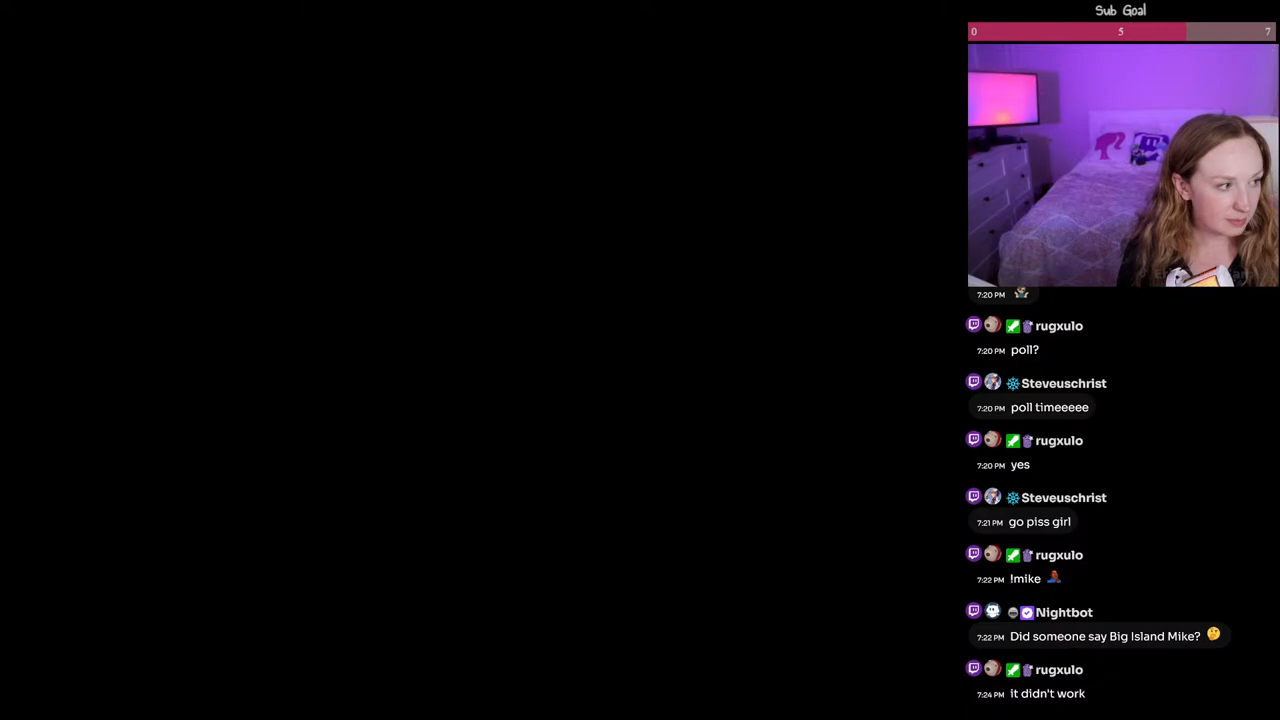 Sub Goal
0 5 7
7:20 PM
rugxulo
7:20 PM poll?
Steveuschrist
7:20 PM poll timeeeee
rugxulo
7:20 PM yes
Steveuschrist
7:21 PM go piss girl
rugxulo
7:22 PM !mike
Nightbot
7:22 PM Did someone say Big Island Mike? 🤔
rugxulo
7:24 PM it didn't work